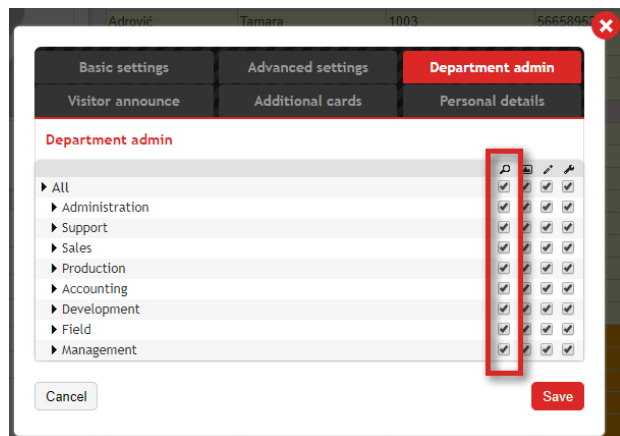 Adrović Tamara 1003 56658952
Basic settings Advanced settings Department admin
Visitor announce Additional cards Personal details
Department admin
All
Administration
Support
Sales
Production
Accounting
Development
Field
Management
Cancel Save